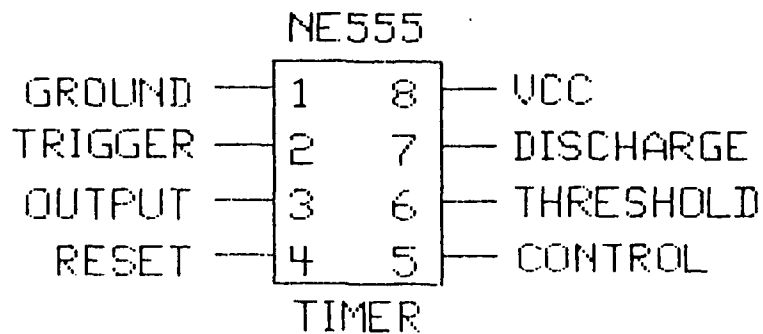 NE555
GROUND 1 8 VCC
TRIGGER 2 7 DISCHARGE
OUTPUT 3 6 THRESHOLD
RESET 4 5 CONTROL
TIMER